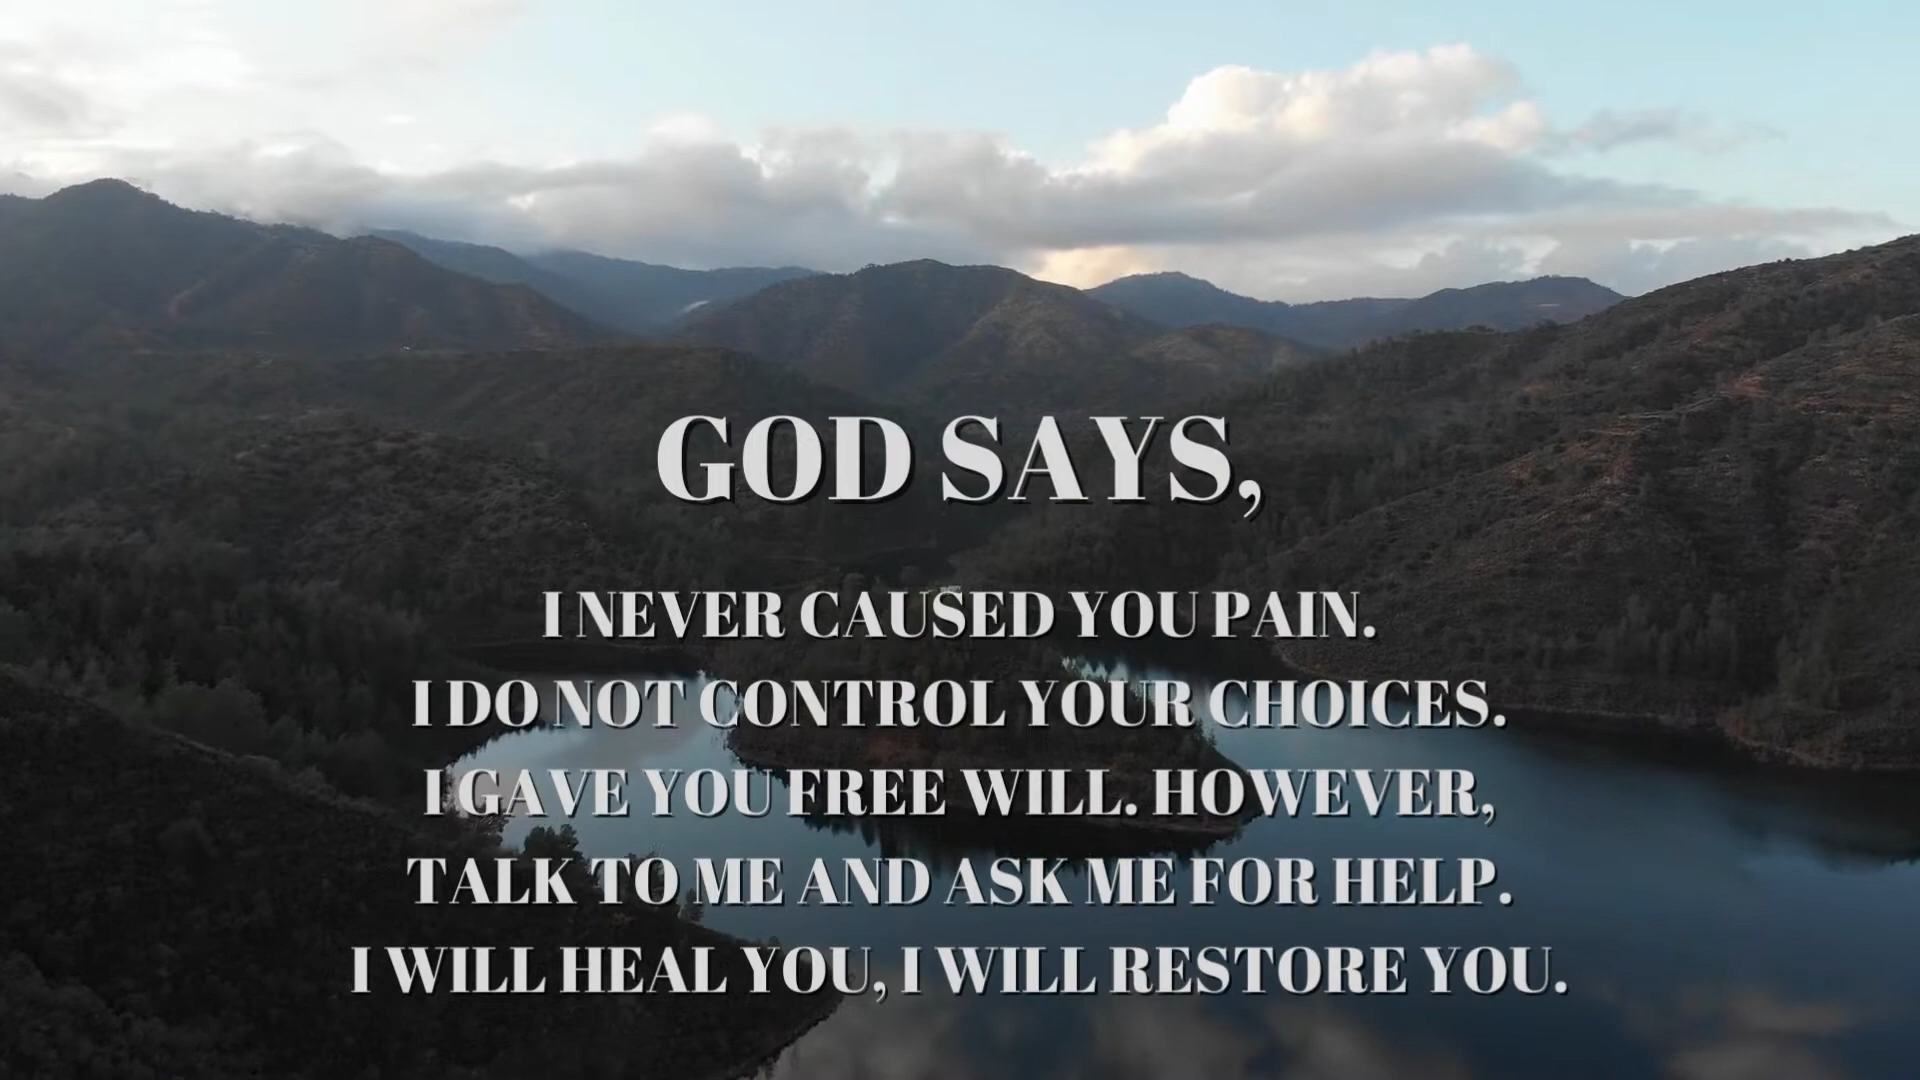 GOD SAYS,
I NEVER CAUSED YOU PAIN.
I DO NOT CONTROL YOUR CHOICES.
I GAVE YOU FREE WILL. HOWEVER,
TALK TO ME AND ASK ME FOR HELP.
I WILL HEAL YOU, I WILL RESTORE YOU.